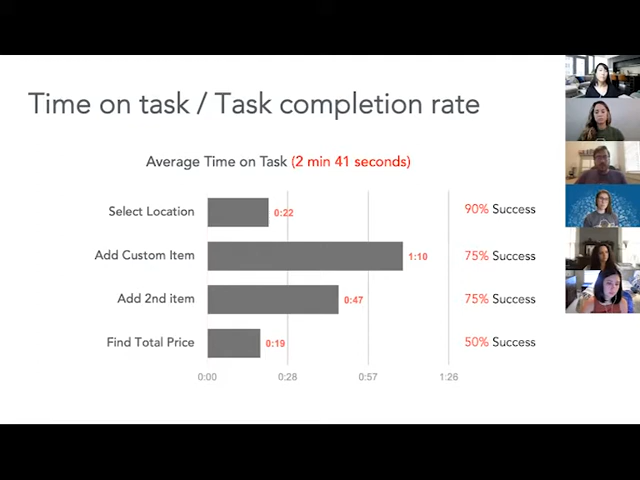 Time on task / Task completion rate
Average Time on Task (2 min 41 seconds)
Select Location 0:22 90% Success
Add Custom Item 1:10 75% Success
Add 2nd item 0:47 75% Success
Find Total Price 0:19 50% Success
0:00 0:28 0:57 1:26